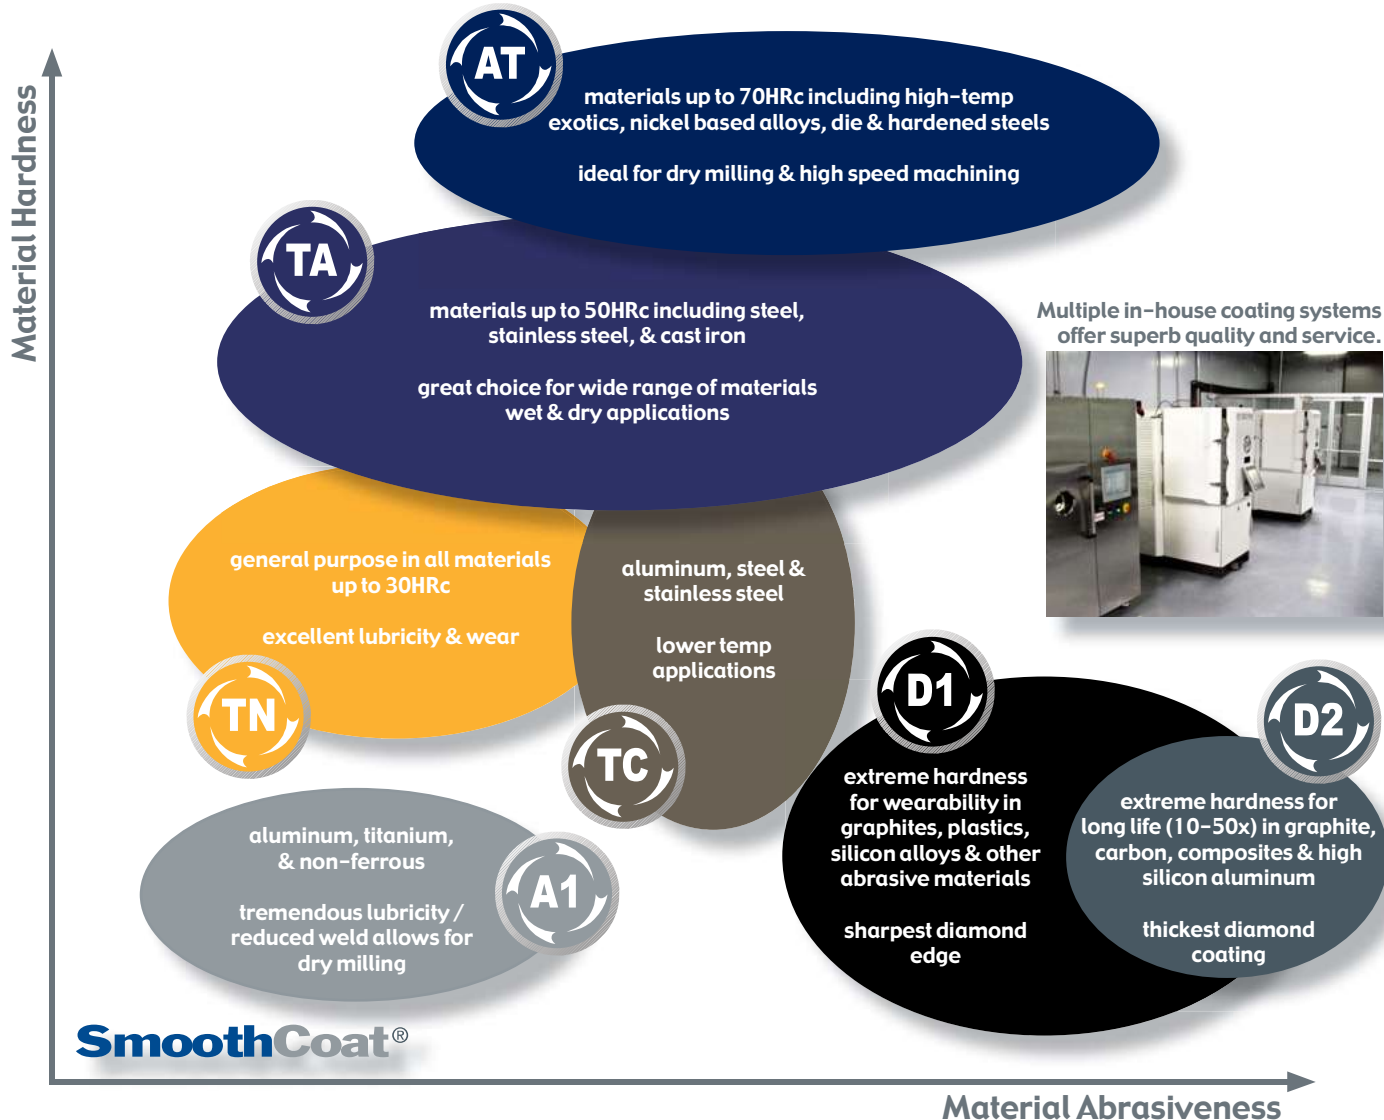 Material Hardness
AT
materials up to 70HRc including high-temp
exotics, nickel based alloys, die & hardened steels
ideal for dry milling & high speed machining
TA
materials up to 50HRc including steel,
stainless steel, & cast iron
great choice for wide range of materials
wet & dry applications
Multiple in-house coating systems
offer superb quality and service.
general purpose in all materials
up to 30HRc
excellent lubricity & wear
TN
aluminum, steel &
stainless steel
lower temp
applications
TC
D1
extreme hardness
for wearability in
graphites, plastics,
silicon alloys & other
abrasive materials
sharpest diamond
edge
D2
extreme hardness for
long life (10-50x) in graphite,
carbon, composites & high
silicon aluminum
thickest diamond
coating
aluminum, titanium,
& non-ferrous
tremendous lubricity /
reduced weld allows for
dry milling
A1
SmoothCoat®
Material Abrasiveness